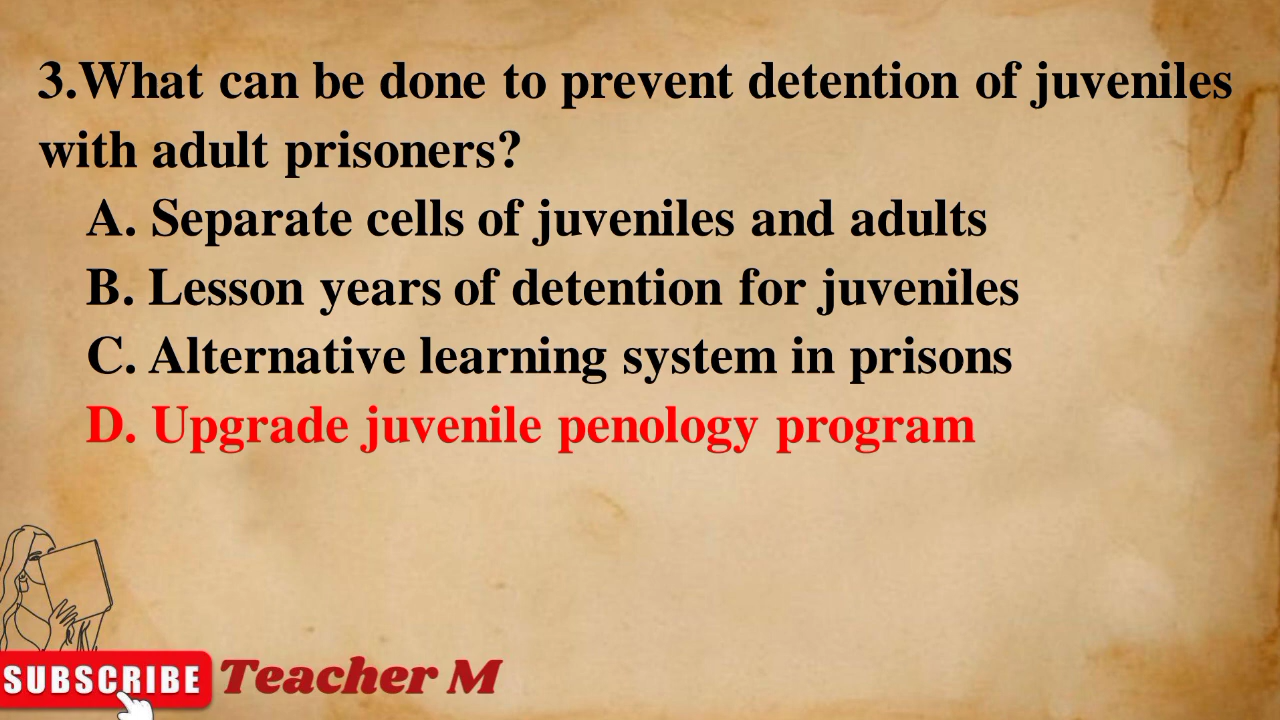 3.What can be done to prevent detention of juveniles
with adult prisoners?
A. Separate cells of juveniles and adults
B. Lesson years of detention for juveniles
C. Alternative learning system in prisons
D. Upgrade juvenile penology program
SUBSCRIBE Teacher M